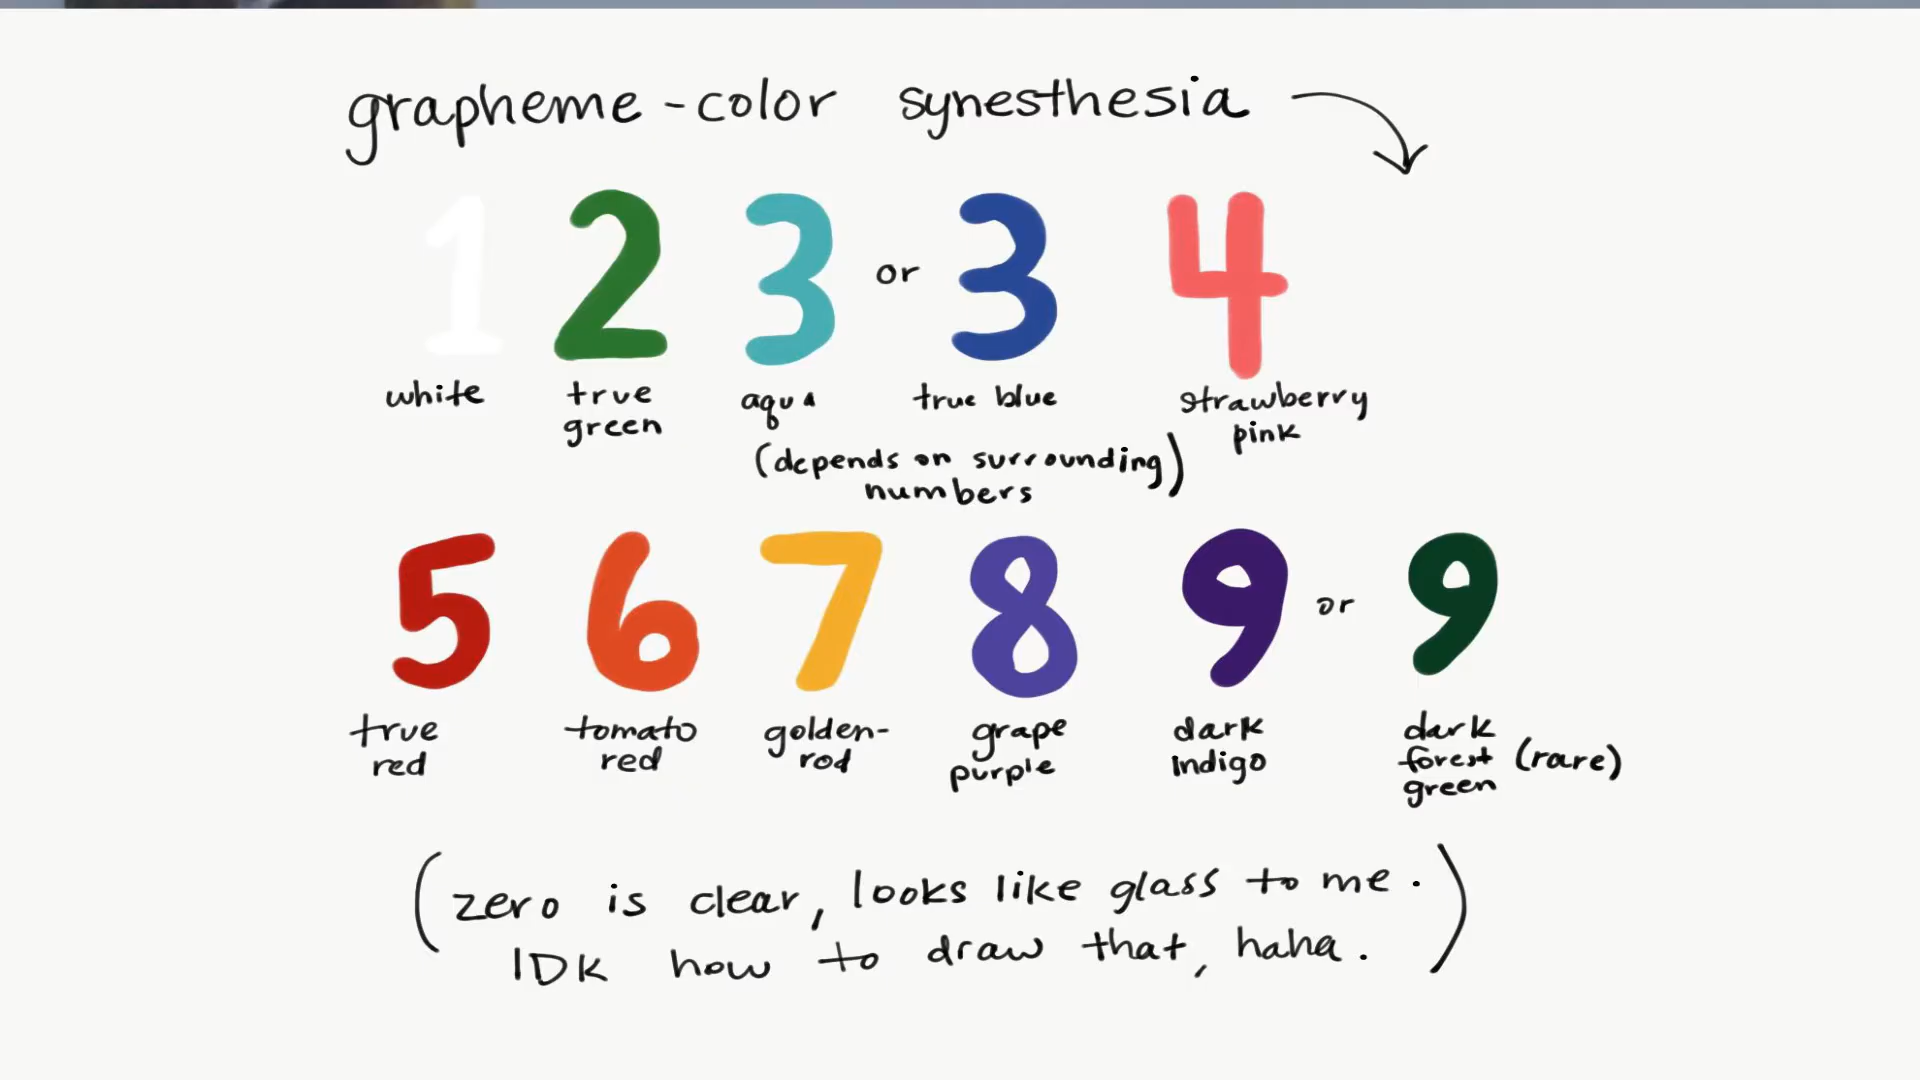 grapheme-color synesthesia
1 2 3 or 3 4
white true green aqua true blue strawberry pink
(depends on surrounding numbers)
5 6 7 8 9 or 9
true red tomato red golden-rod grape purple dark indigo dark forest green (rare)
(zero is clear, looks like glass to me.
IDK how to draw that, haha.)